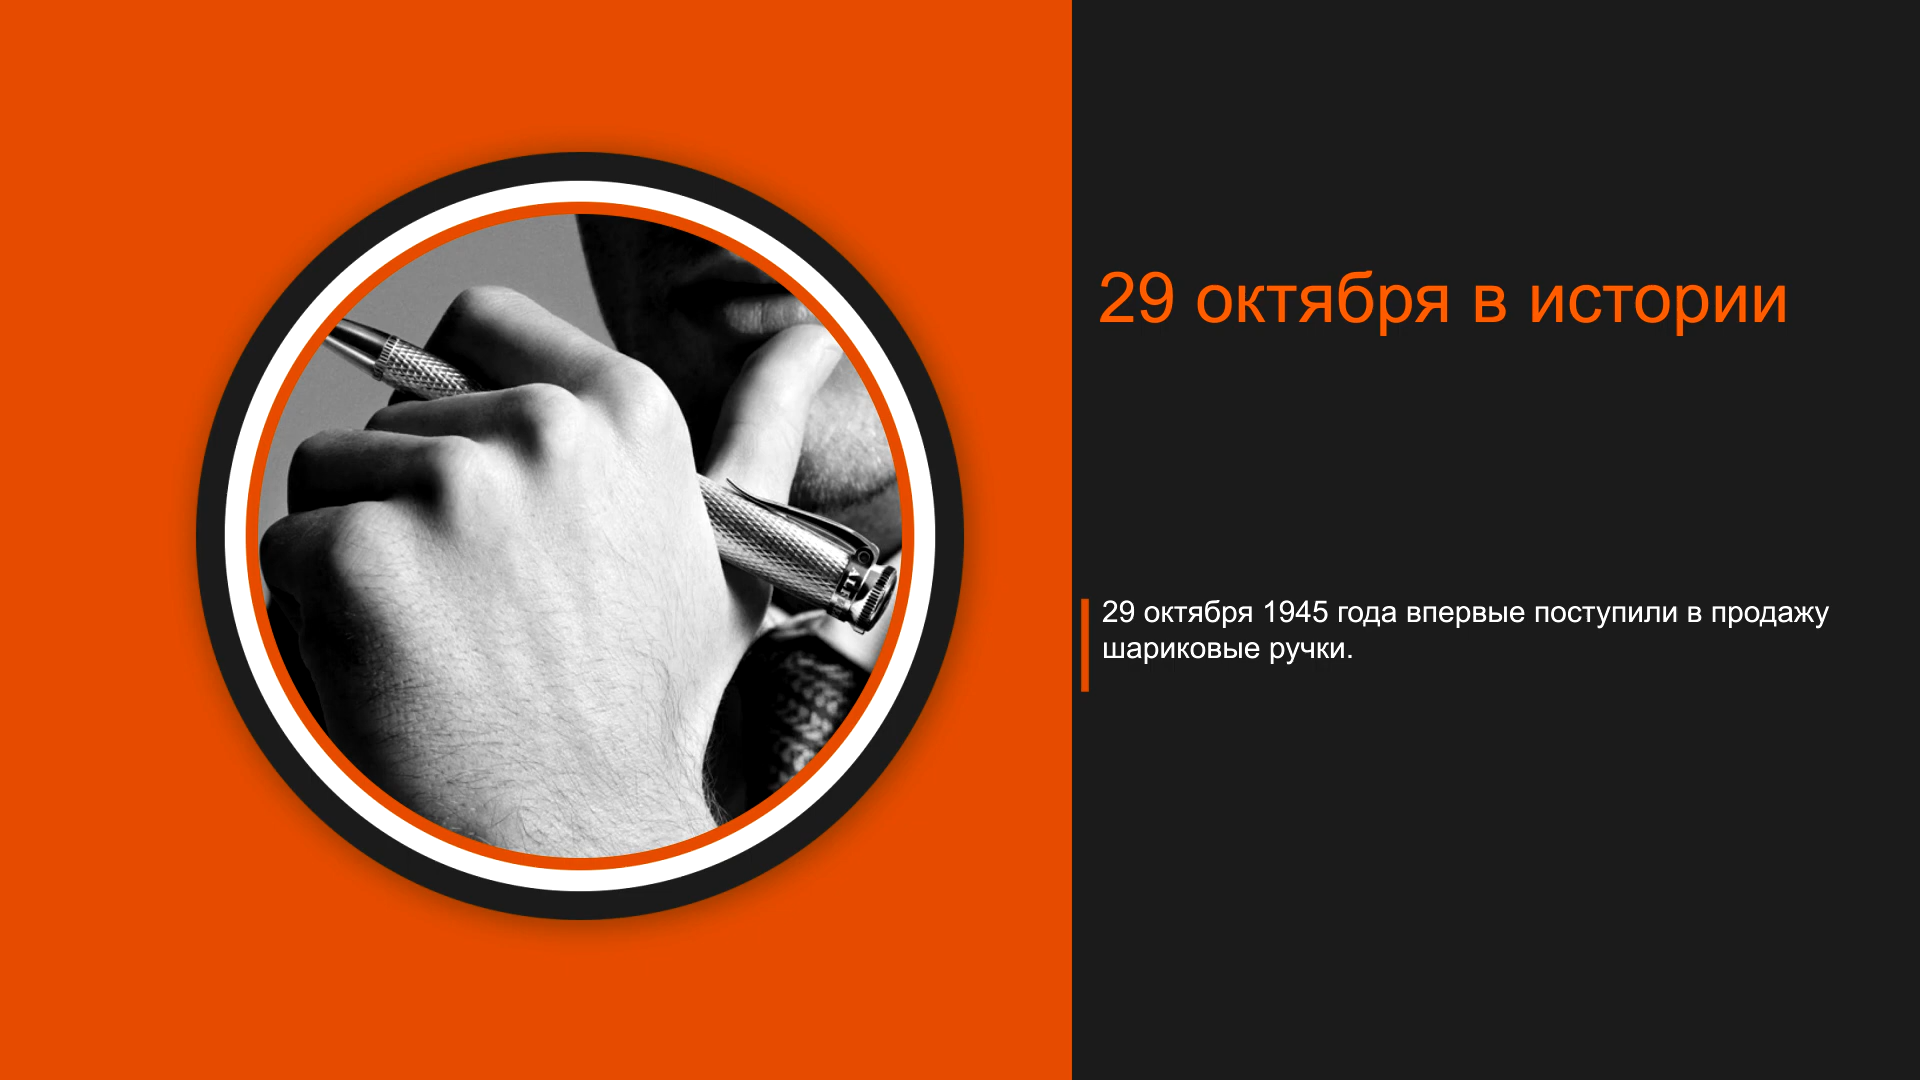 29 октября в истории
29 октября 1945 года впервые поступили в продажу
шариковые ручки.